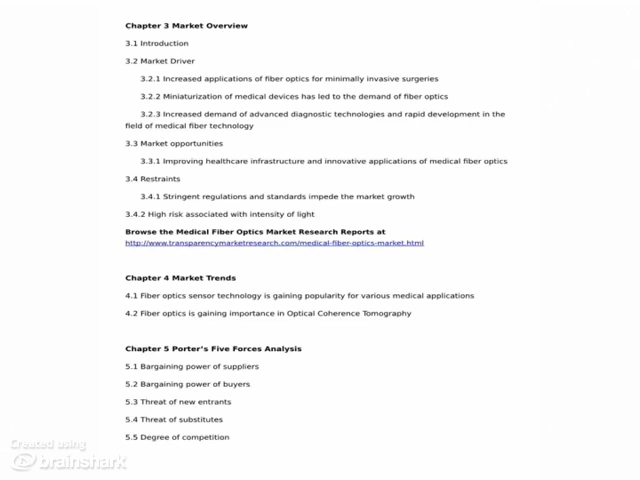 Chapter 3 Market Overview
3.1 Introduction
3.2 Market Driver
3.2.1 Increased applications of fiber optics for minimally invasive surgeries
3.2.2 Miniaturization of medical devices has led to the demand of fiber optics
3.2.3 Increased demand of advanced diagnostic technologies and rapid development in the
field of medical fiber technology
3.3 Market opportunities
3.3.1 Improving healthcare infrastructure and innovative applications of medical fiber optics
3.4 Restraints
3.4.1 Stringent regulations and standards impede the market growth
3.4.2 High risk associated with intensity of light
Browse the Medical Fiber Optics Market Research Reports at
http://www.transparencymarketresearch.com/medical-fiber-optics-market.html
Chapter 4 Market Trends
4.1 Fiber optics sensor technology is gaining popularity for various medical applications
4.2 Fiber optics is gaining importance in Optical Coherence Tomography
Chapter 5 Porter's Five Forces Analysis
5.1 Bargaining power of suppliers
5.2 Bargaining power of buyers
5.3 Threat of new entrants
5.4 Threat of substitutes
5.5 Degree of competition
Created using
brainshark